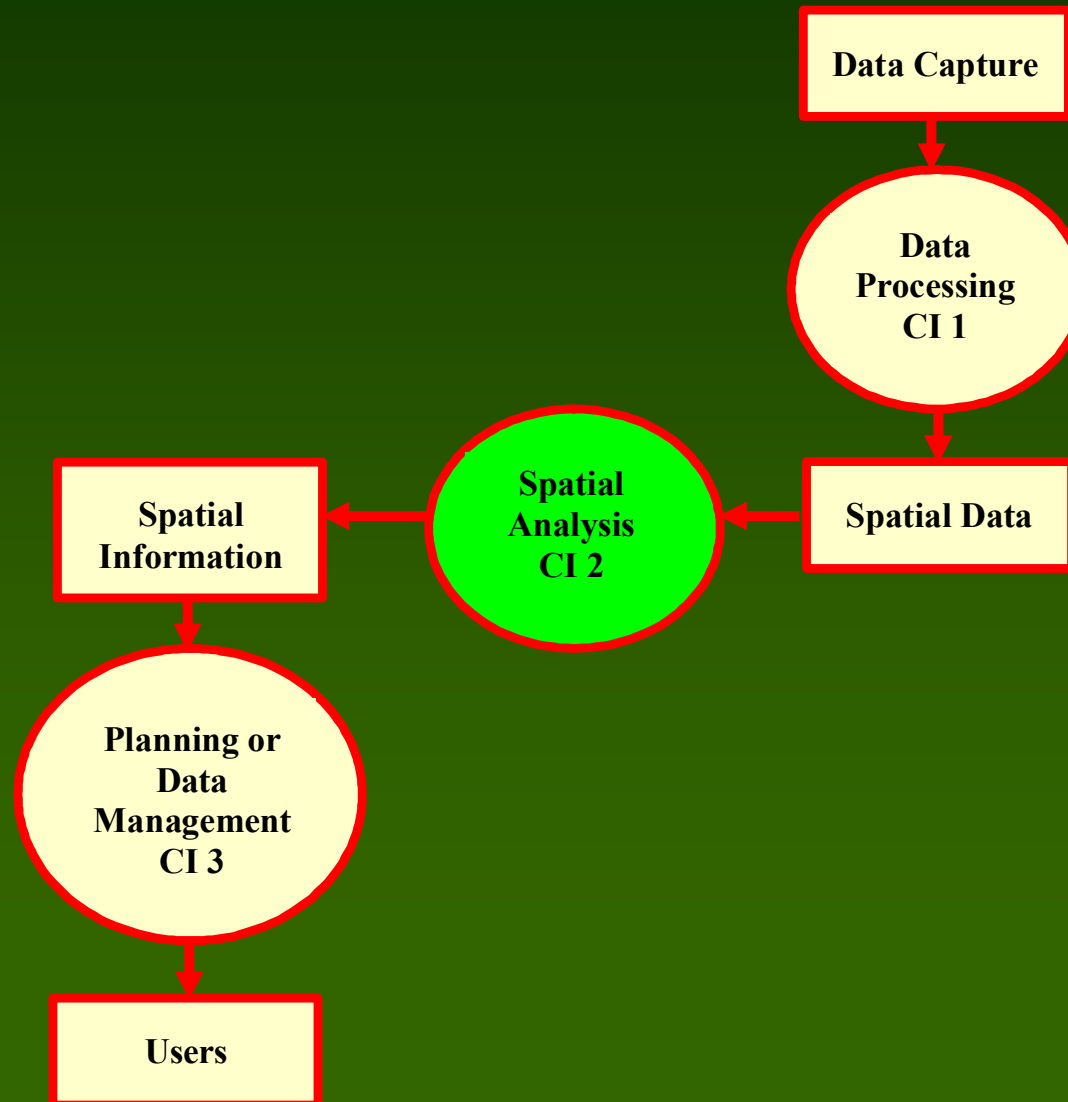 Data Capture
Data
Processing
CI 1
Spatial Data
Spatial
Analysis
CI 2
Spatial
Information
Planning or
Data
Management
CI 3
Users